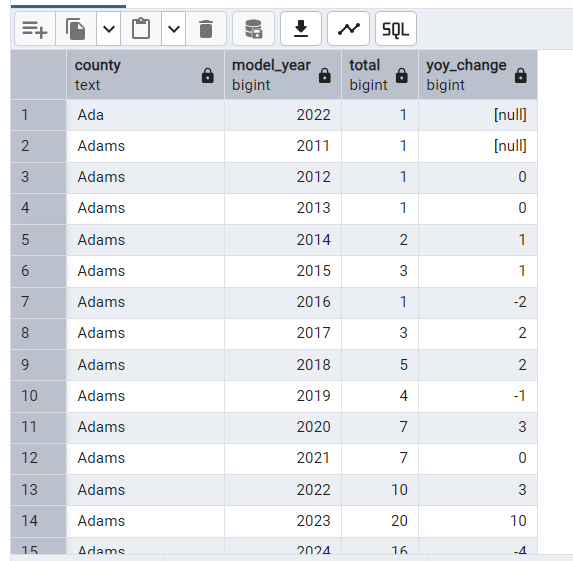 SQL
county model_year total yoy_change
text bigint bigint bigint
1 Ada 2022 1 [null]
2 Adams 2011 1 [null]
3 Adams 2012 1 0
4 Adams 2013 1 0
5 Adams 2014 2 1
6 Adams 2015 3 1
7 Adams 2016 1 -2
8 Adams 2017 3 2
9 Adams 2018 5 2
10 Adams 2019 4 -1
11 Adams 2020 7 3
12 Adams 2021 7 0
13 Adams 2022 10 3
14 Adams 2023 20 10
15 Adams 2024 16 -4